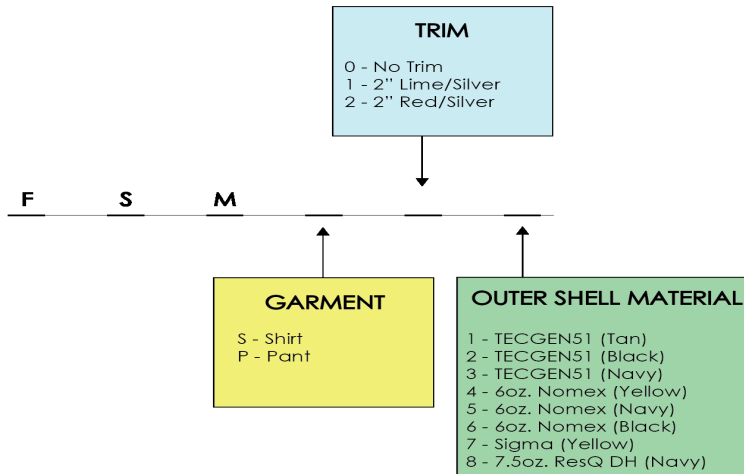 TRIM
0 - No Trim
1 - 2” Lime/Silver
2 - 2” Red/Silver
F S M
GARMENT
S - Shirt
P - Pant
OUTER SHELL MATERIAL
1 - TECGEN51 (Tan)
2 - TECGEN51 (Black)
3 - TECGEN51 (Navy)
4 - 6oz. Nomex (Yellow)
5 - 6oz. Nomex (Navy)
6 - 6oz. Nomex (Black)
7 - Sigma (Yellow)
8 - 7.5oz. ResQ DH (Navy)